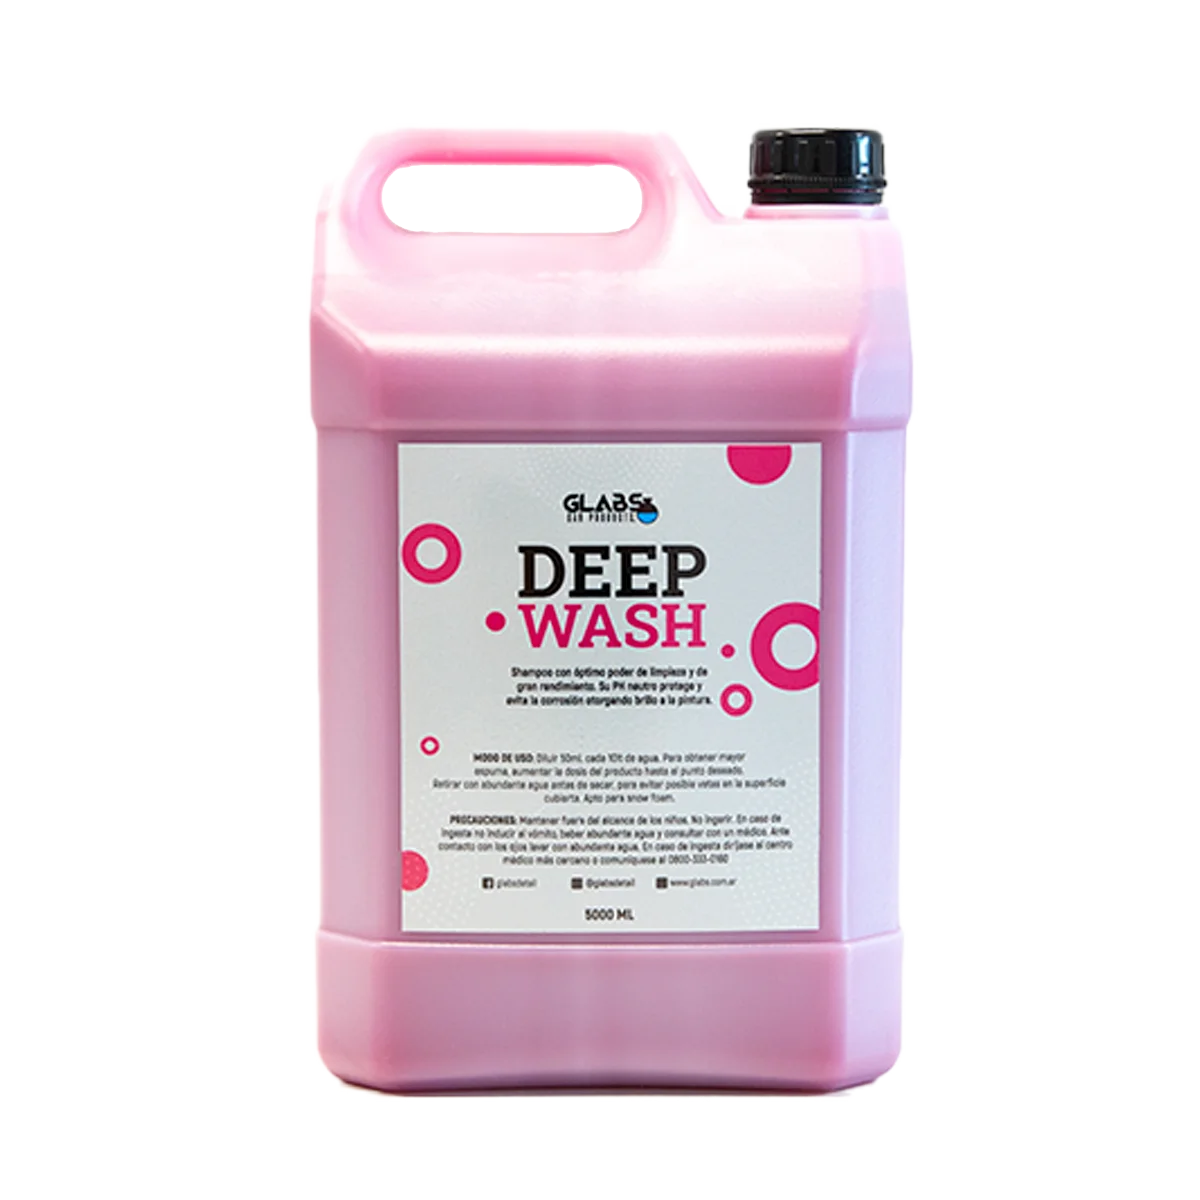 GLABS
CAR PRODUCTS
DEEP
WASH
Shampoo con óptimo poder de limpieza y de
gran rendimiento. Su PH neutro protege y
evita la corrosión otorgando brillo a la pintura.
MODO DE USO: Diluir 50ml. cada 10lt de agua. Para obtener mayor
espuma, aumentar la dosis del producto hasta el punto deseado.
Retirar con abundante agua antes de secar, para evitar posible vetas en la superficie
cubierta. Apto para snow foam.
PRECAUCIONES: Mantener fuera del alcance de los niños. No ingerir. En caso de
ingesta no inducir al vómito, beber abundante agua y consultar con un médico. Ante
contacto con los ojos lavar con abundante agua. En caso de ingesta diríjase al centro
médico más cercano o comuníquese al 0800-333-0160
glabsdetail @glabsdetail www.glabs.com.ar
5000 ML